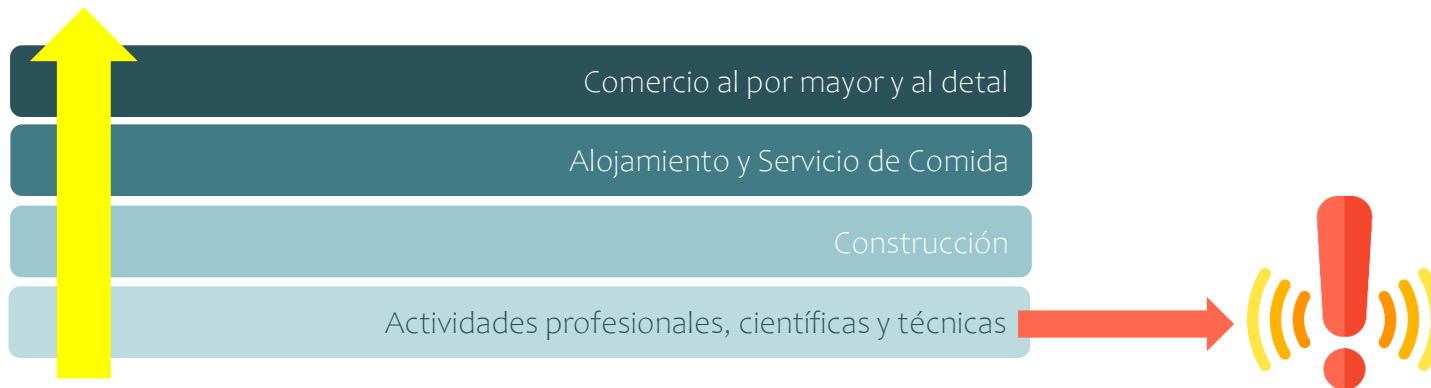 Comercio al por mayor y al detal
Alojamiento y Servicio de Comida
Construcción
Actividades profesionales, científicas y técnicas